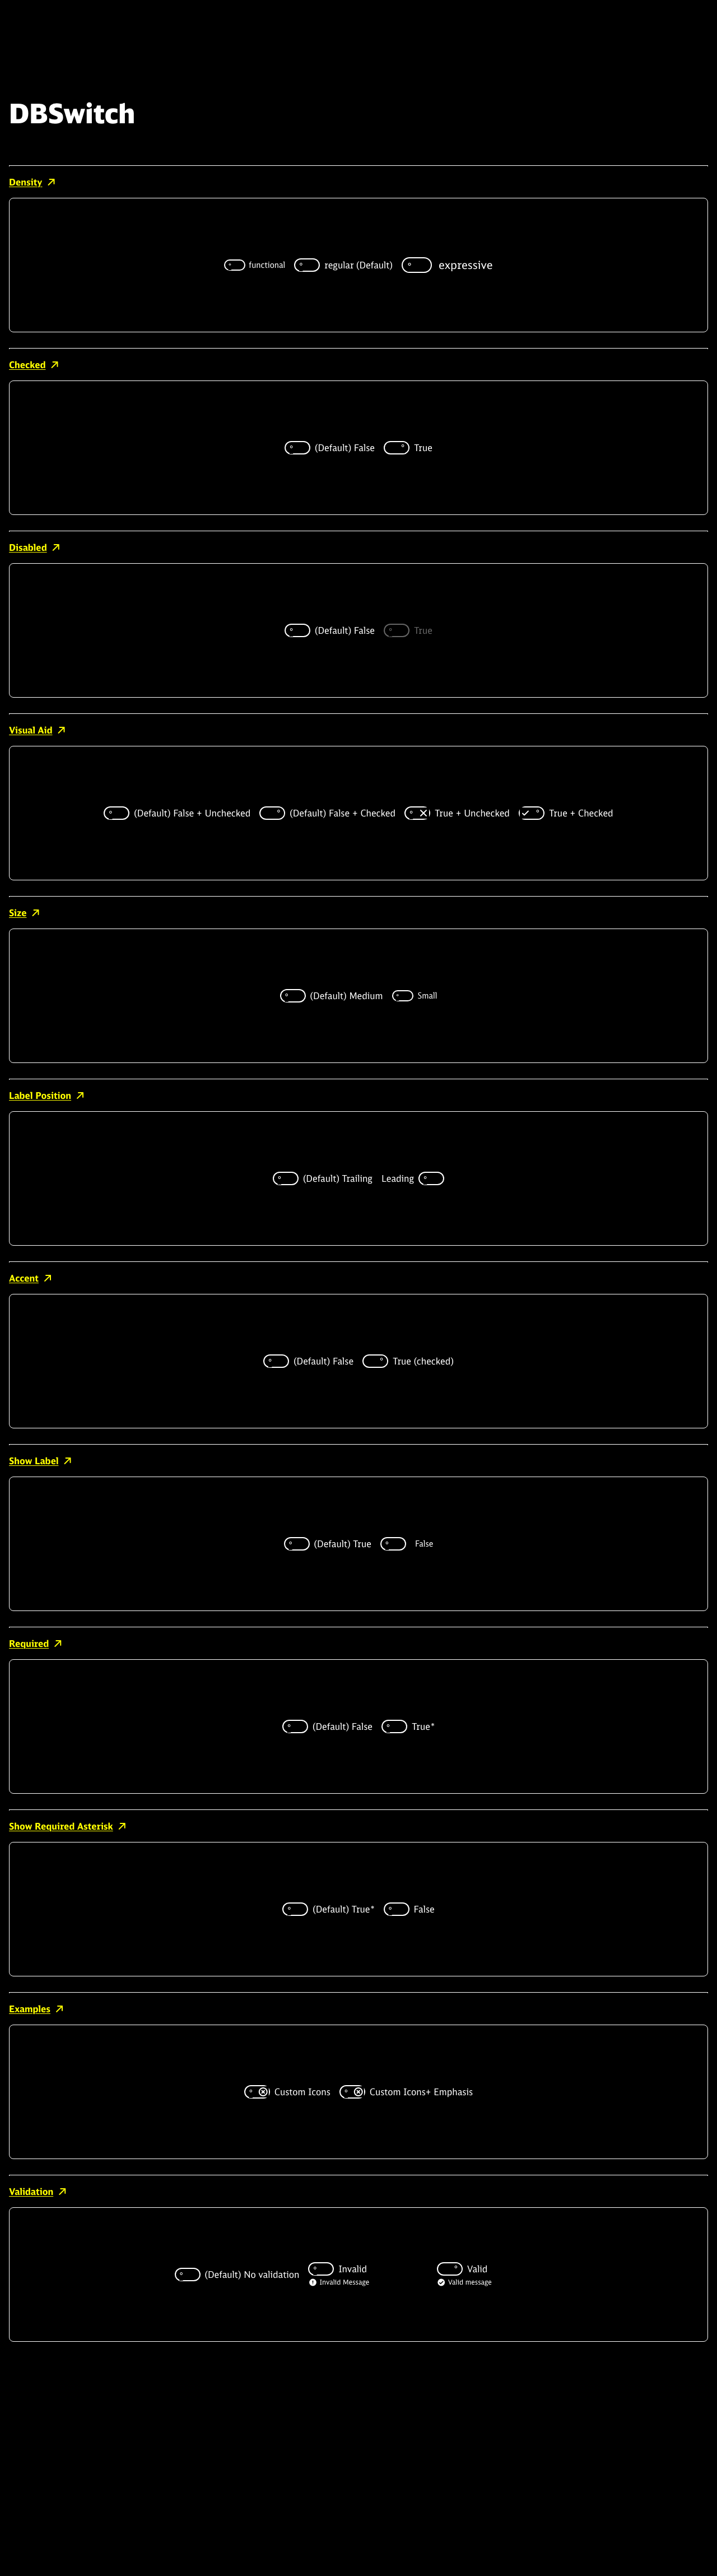 DBSwitch
Density
functional regular (Default) expressive
Checked
(Default) False True
Disabled
(Default) False True
Visual Aid
(Default) False + Unchecked (Default) False + Checked True + Unchecked True + Checked
Size
(Default) Medium Small
Label Position
(Default) Trailing Leading
Accent
(Default) False True (checked)
Show Label
(Default) True False
Required
(Default) False True*
Show Required Asterisk
(Default) True* False
Examples
Custom Icons Custom Icons+ Emphasis
Validation
(Default) No validation Invalid Valid
Invalid Message Valid message